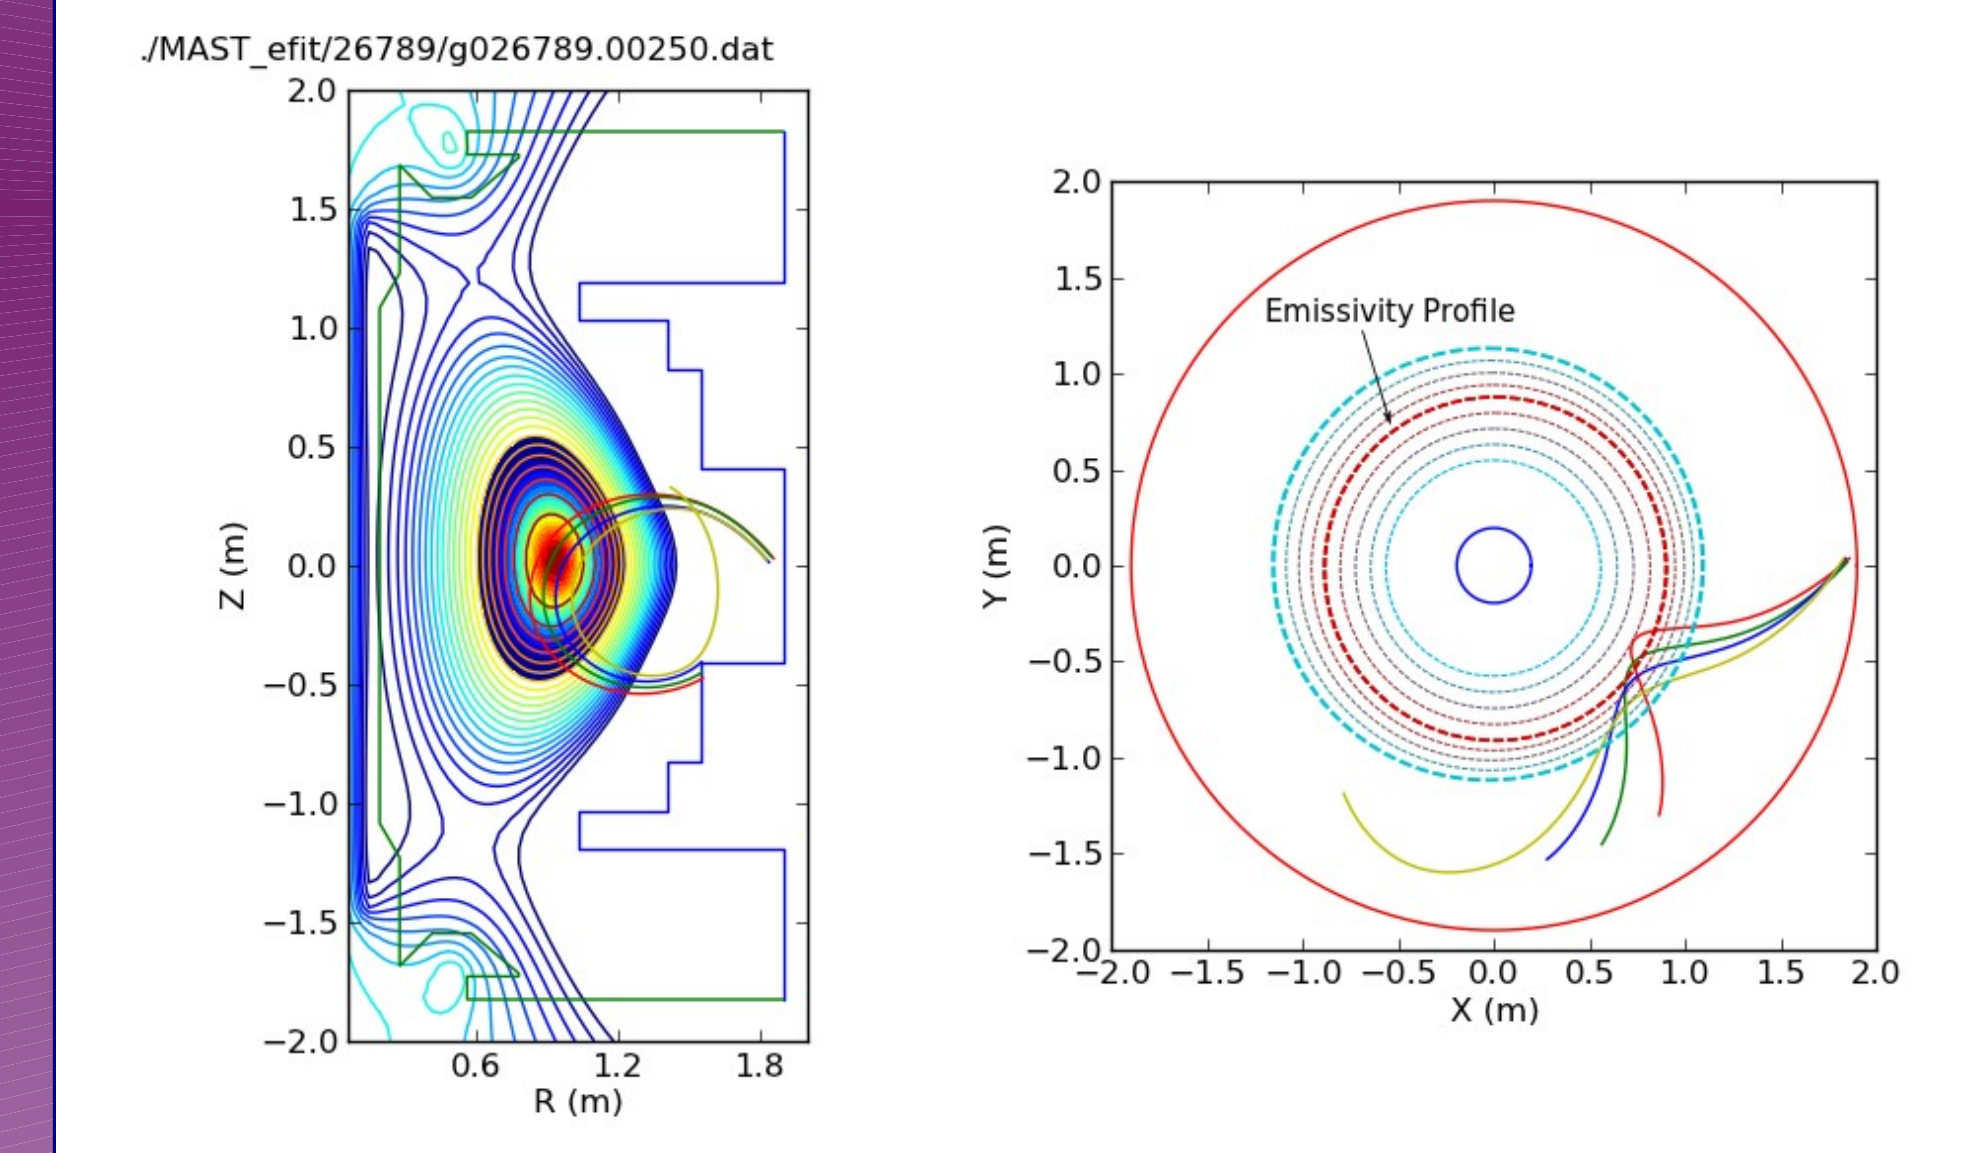 ./MAST_efit/26789/g026789.00250.dat
2.0
1.5
1.0
0.5
0.0
−0.5
−1.0
−1.5
−2.0
0.6 1.2 1.8
R (m)
Z (m)
2.0
1.5
1.0
0.5
0.0
−0.5
−1.0
−1.5
−2.0
−2.0 −1.5 −1.0 −0.5 0.0 0.5 1.0 1.5 2.0
X (m)
Y (m)
Emissivity Profile